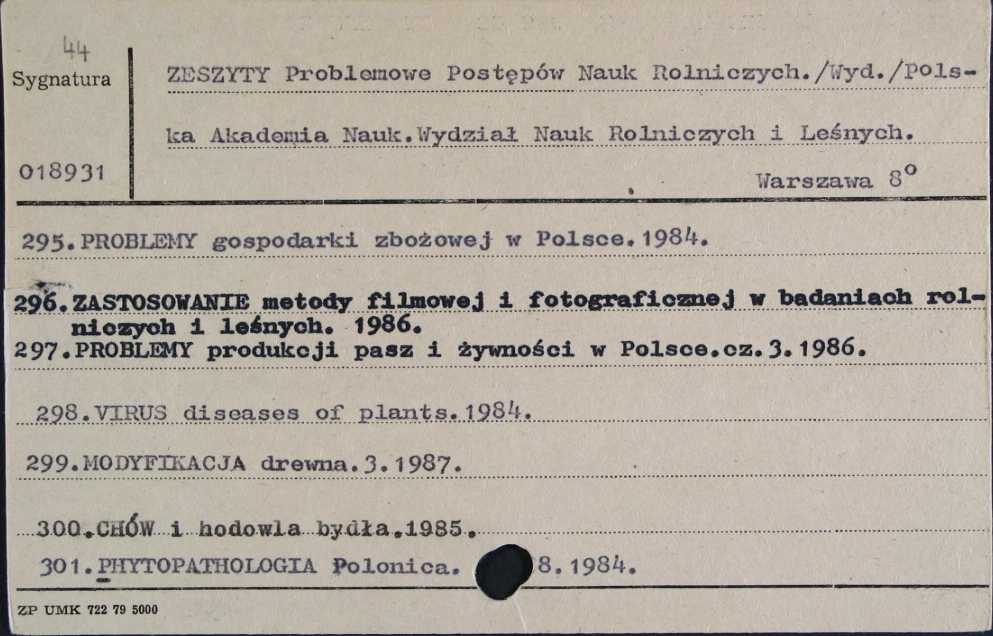 44
Sygnatura
ZESZYTY Problemowe Postępów Nauk Rolniczych./Wyd./Pols-
ka Akademia Nauk.Wydział Nauk Rolniczych i Leśnych.
018931
Warszawa 8°
295.PROBLEMY gospodarki zbożowej w Polsce.1984.
296.ZASTOSOWANIE metody filmowej i fotograficznej w badaniach rol-
niczych i leśnych. 1986.
297.PROBLEMY produkcji pasz i żywności w Polsce.cz.3.1986.
298.VIRUS diseases of plants.1984.
299.MODYFIKACJA drewna.3.1987.
300.CHÓW i hodowla bydła.1985.
301.PHYTOPATHOLOGIA Polonica. 8.1984.
ZP UMK 722 79 5000